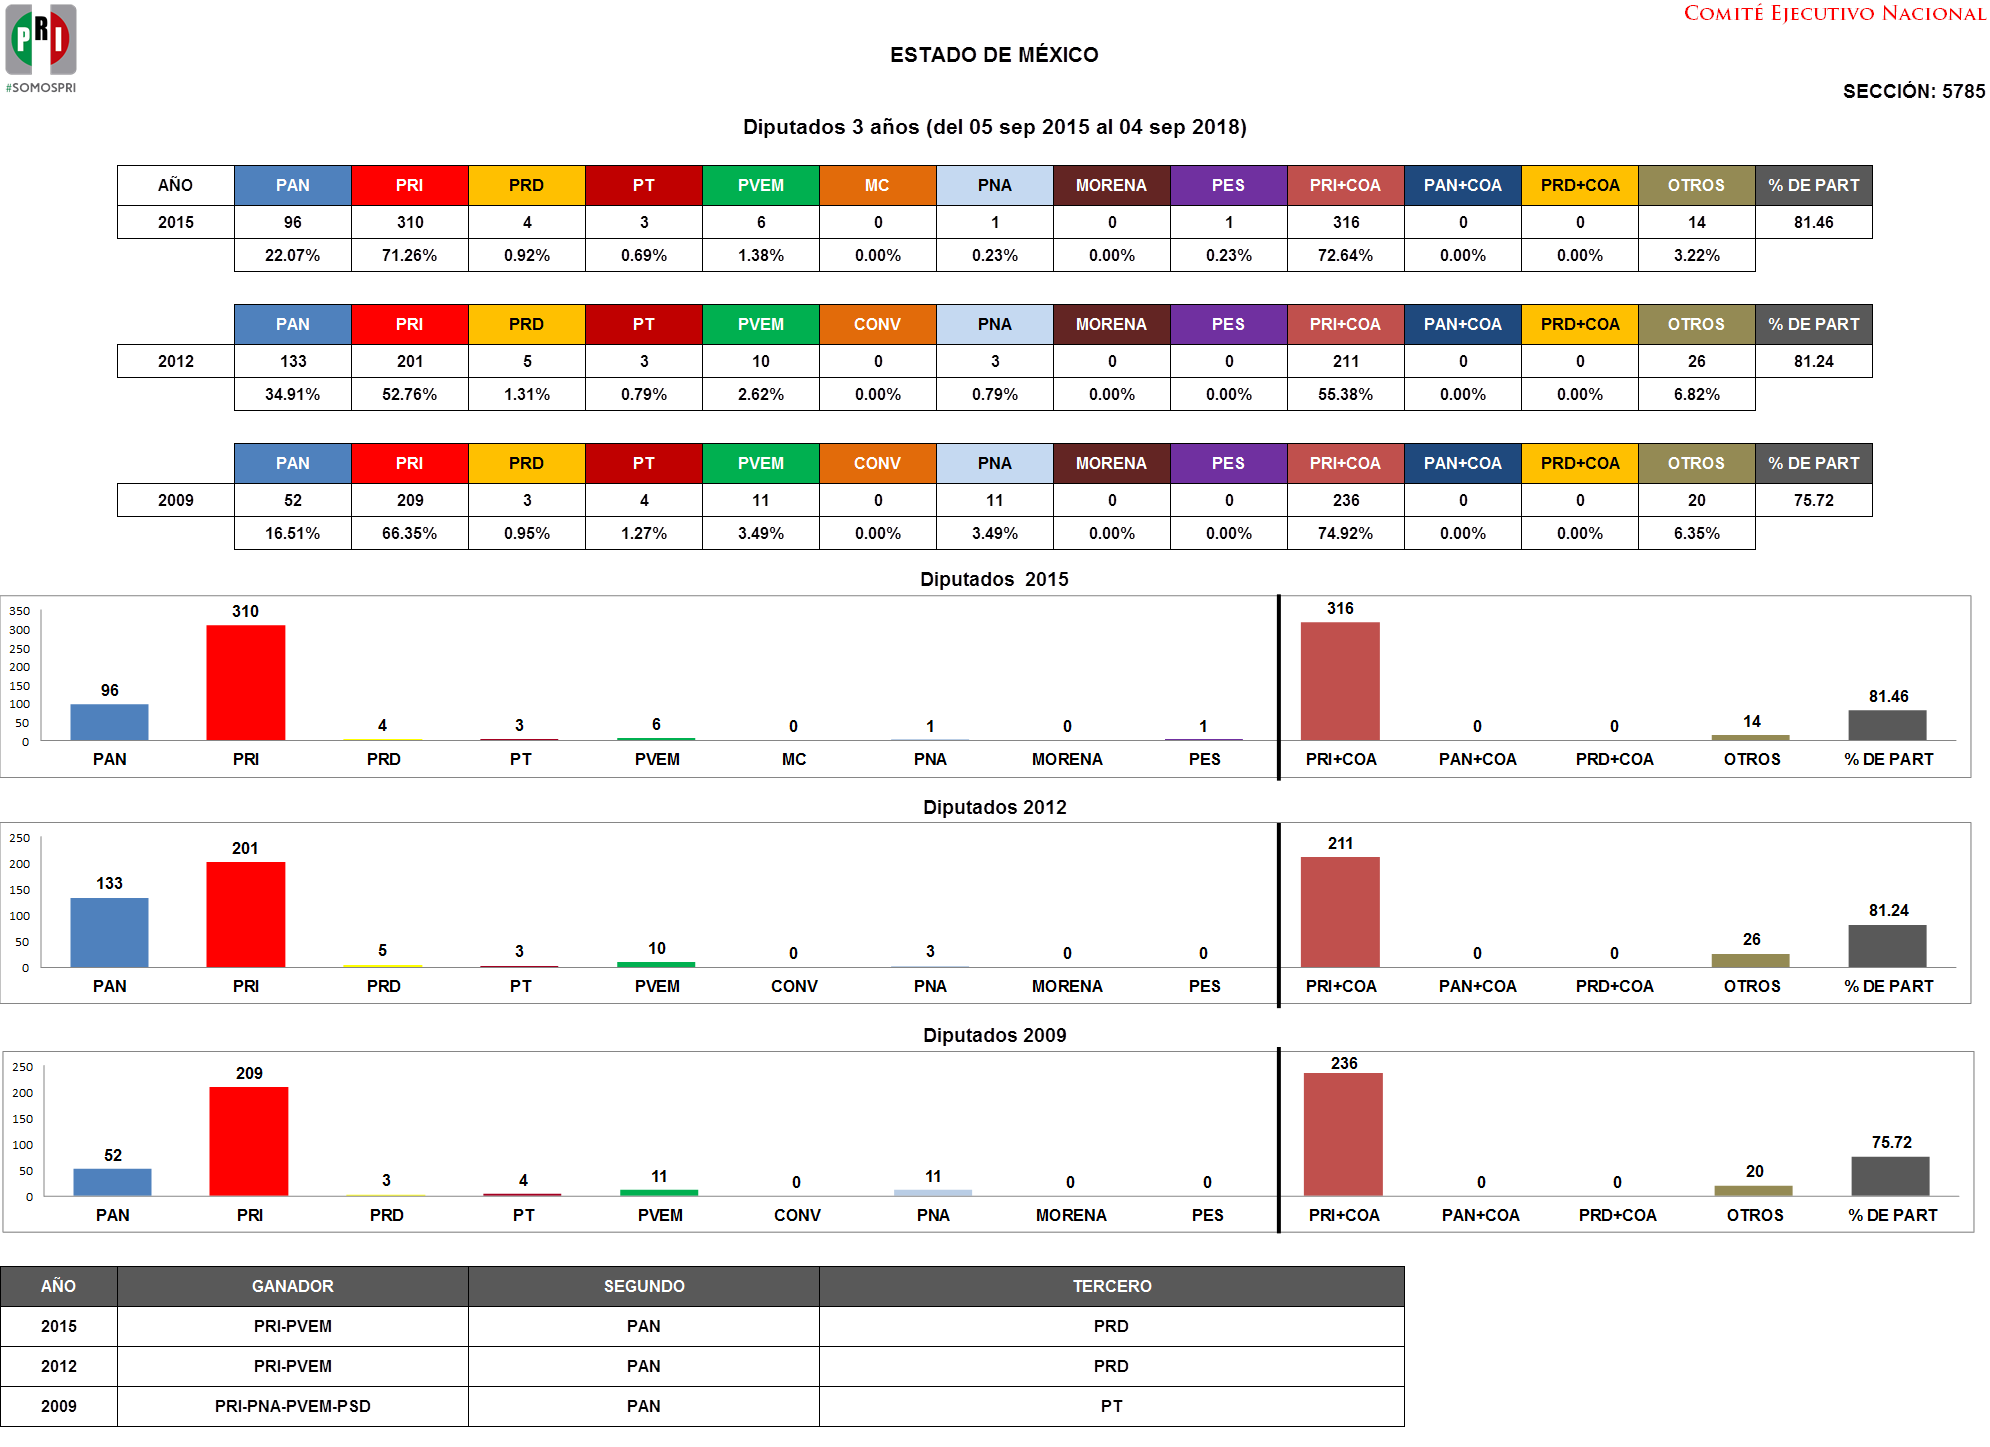 PRI
#SOMOSPRI
COMITÉ EJECUTIVO NACIONAL
ESTADO DE MÉXICO
SECCIÓN: 5785
Diputados 3 años (del 05 sep 2015 al 04 sep 2018)
AÑO PAN PRI PRD PT PVEM MC PNA MORENA PES PRI+COA PAN+COA PRD+COA OTROS % DE PART
2015 96 310 4 3 6 0 1 0 1 316 0 0 14 81.46
22.07% 71.26% 0.92% 0.69% 1.38% 0.00% 0.23% 0.00% 0.23% 72.64% 0.00% 0.00% 3.22%
PAN PRI PRD PT PVEM CONV PNA MORENA PES PRI+COA PAN+COA PRD+COA OTROS % DE PART
2012 133 201 5 3 10 0 3 0 0 211 0 0 26 81.24
34.91% 52.76% 1.31% 0.79% 2.62% 0.00% 0.79% 0.00% 0.00% 55.38% 0.00% 0.00% 6.82%
PAN PRI PRD PT PVEM CONV PNA MORENA PES PRI+COA PAN+COA PRD+COA OTROS % DE PART
2009 52 209 3 4 11 0 11 0 0 236 0 0 20 75.72
16.51% 66.35% 0.95% 1.27% 3.49% 0.00% 3.49% 0.00% 0.00% 74.92% 0.00% 0.00% 6.35%
Diputados 2015
350
300
250
200
150
100
50
0
96 310 4 3 6 0 1 0 1 316 0 0 14 81.46
PAN PRI PRD PT PVEM MC PNA MORENA PES PRI+COA PAN+COA PRD+COA OTROS % DE PART
Diputados 2012
250
200
150
100
50
0
133 201 5 3 10 0 3 0 0 211 0 0 26 81.24
PAN PRI PRD PT PVEM CONV PNA MORENA PES PRI+COA PAN+COA PRD+COA OTROS % DE PART
Diputados 2009
250
200
150
100
50
0
52 209 3 4 11 0 11 0 0 236 0 0 20 75.72
PAN PRI PRD PT PVEM CONV PNA MORENA PES PRI+COA PAN+COA PRD+COA OTROS % DE PART
AÑO GANADOR SEGUNDO TERCERO
2015 PRI-PVEM PAN PRD
2012 PRI-PVEM PAN PRD
2009 PRI-PNA-PVEM-PSD PAN PT